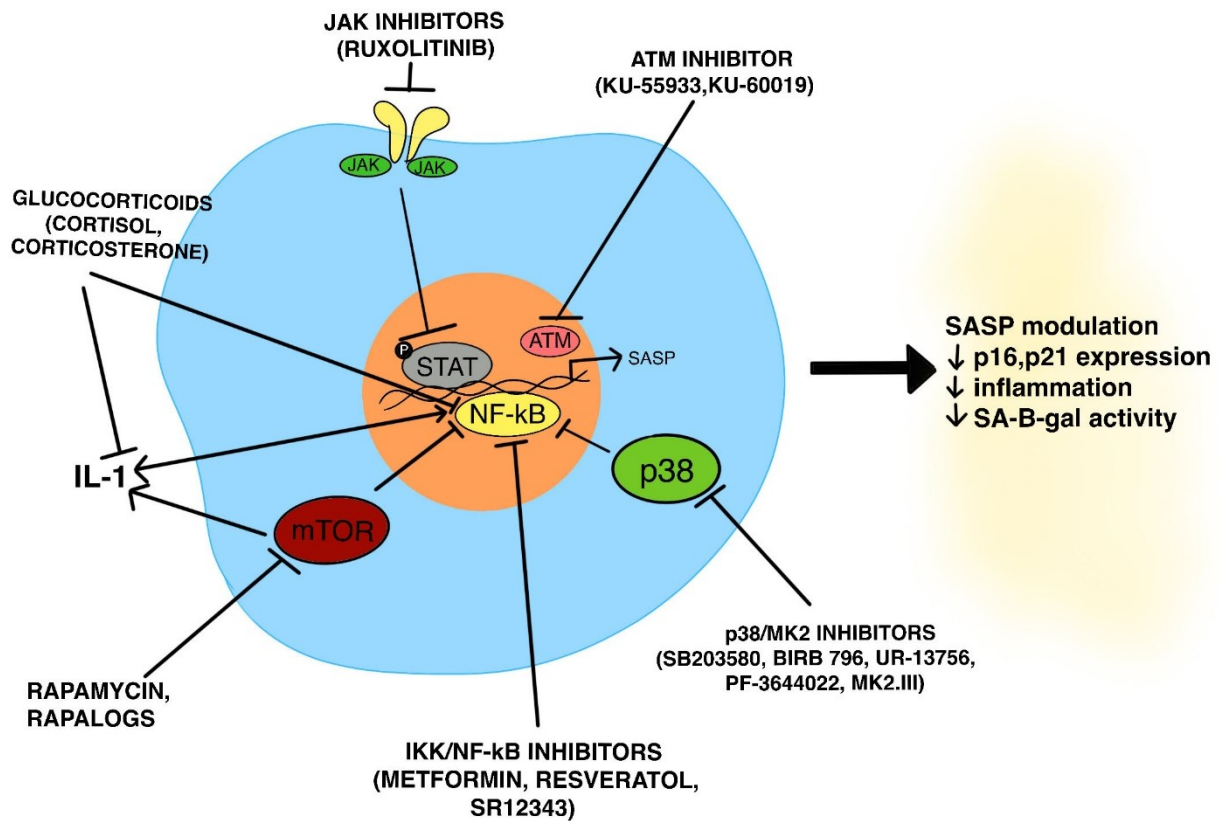 JAK INHIBITORS
(RUXOLITINIB)
ATM INHIBITOR
(KU-55933,KU-60019)
JAK
JAK
GLUCOCORTICOIDS
(CORTISOL,
CORTICOSTERONE)
P
STAT
ATM
SASP
NF-kB
IL-1
mTOR
p38
SASP modulation
↓ p16,p21 expression
↓ inflammation
↓ SA-B-gal activity
p38/MK2 INHIBITORS
(SB203580, BIRB 796, UR-13756,
PF-3644022, MK2.III)
RAPAMYCIN,
RAPALOGS
IKK/NF-kB INHIBITORS
(METFORMIN, RESVERATOL,
SR12343)